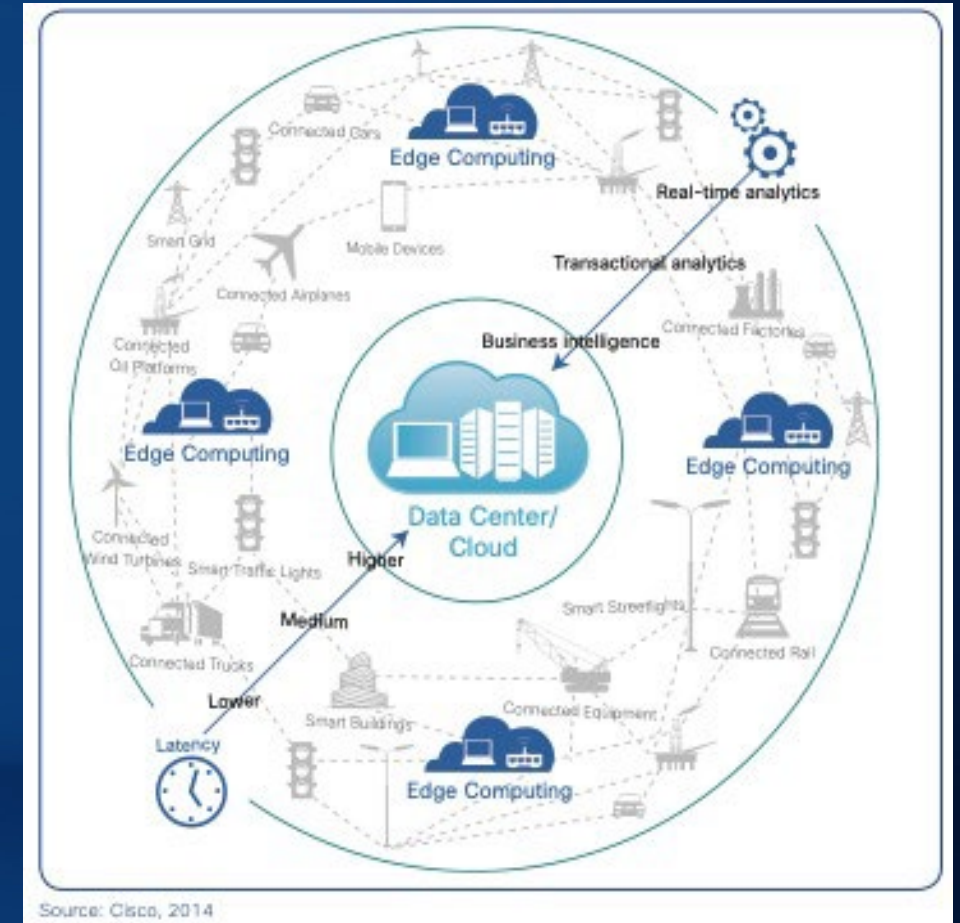 Connected Cars
Edge Computing
Real-time analytics
Smart Grid
Mobile Devices
Transactional analytics
Connected Airplanes
Connected Factories
Business intelligence
Connected
Oil Platforms
Edge Computing
Edge Computing
Data Center/
Cloud
Connected
Wind Turbines
Smart Traffic Lights
Higher
Smart Streetlights
Medium
Connected Rail
Connected Trucks
Lower
Smart Buildings
Connected Equipment
Latency
Edge Computing
Source: Cisco, 2014